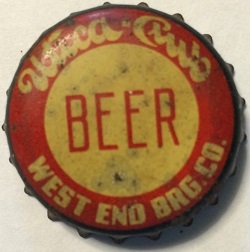 Utica Club
BEER
WEST END BRG. CO.